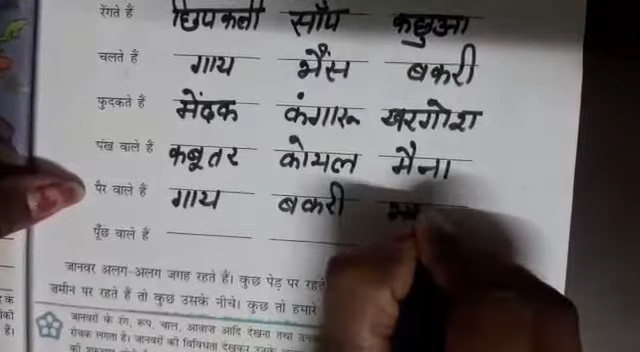 रेंगते हैं छिपकली साँप कछुआ
चलते हैं गाय भैंस बकरी
फुदकते हैं मेंढक कंगारू खरगोश
पंख वाले हैं कबूतर कोयल मैना
पैर वाले हैं गाय बकरी
पूँछ वाले हैं
जानवर अलग-अलग जगह रहते हैं। कुछ पेड़ पर रहते
ज़मीन पर रहते हैं तो कुछ उसके नीचे। कुछ तो हमारे
जानवरों के रंग, रूप, चाल, आवाज़ आदि देखना तथा
रोचक लगता है। जानवरों की विविधता देखकर उनके